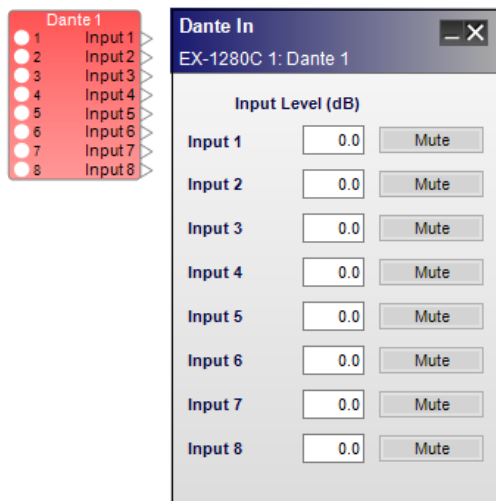 Dante 1
1 Input 1
2 Input 2
3 Input 3
4 Input 4
5 Input 5
6 Input 6
7 Input 7
8 Input 8
Dante In
EX-1280C 1: Dante 1
Input Level (dB)
Input 1 0.0 Mute
Input 2 0.0 Mute
Input 3 0.0 Mute
Input 4 0.0 Mute
Input 5 0.0 Mute
Input 6 0.0 Mute
Input 7 0.0 Mute
Input 8 0.0 Mute